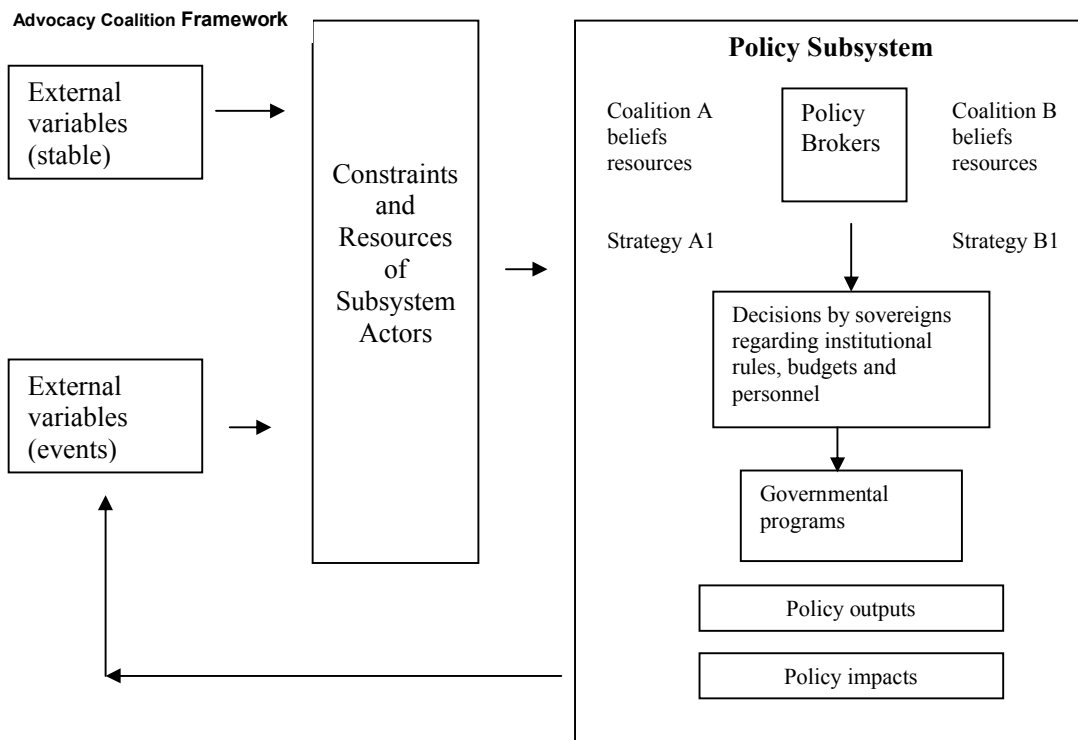 Advocacy Coalition Framework
External
variables
(stable)
External
variables
(events)
Constraints
and
Resources
of
Subsystem
Actors
Policy Subsystem
Coalition A
beliefs
resources
Policy
Brokers
Coalition B
beliefs
resources
Strategy A1
Strategy B1
Decisions by sovereigns
regarding institutional
rules, budgets and
personnel
Governmental
programs
Policy outputs
Policy impacts